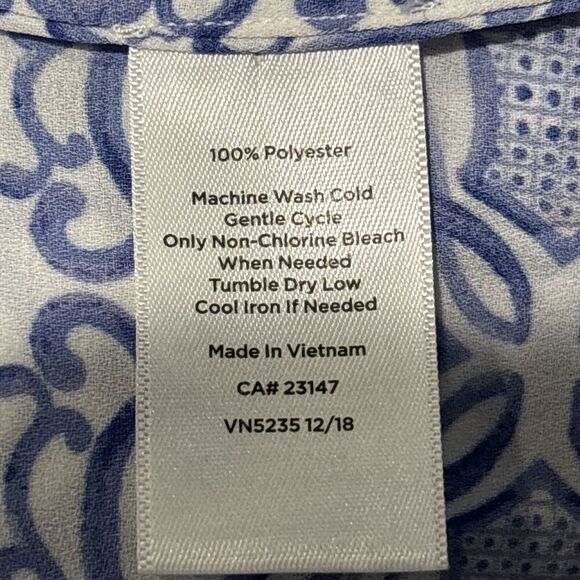 100% Polyester
Machine Wash Cold
Gentle Cycle
Only Non-Chlorine Bleach
When Needed
Tumble Dry Low
Cool Iron If Needed
Made In Vietnam
CA# 23147
VN5235 12/18